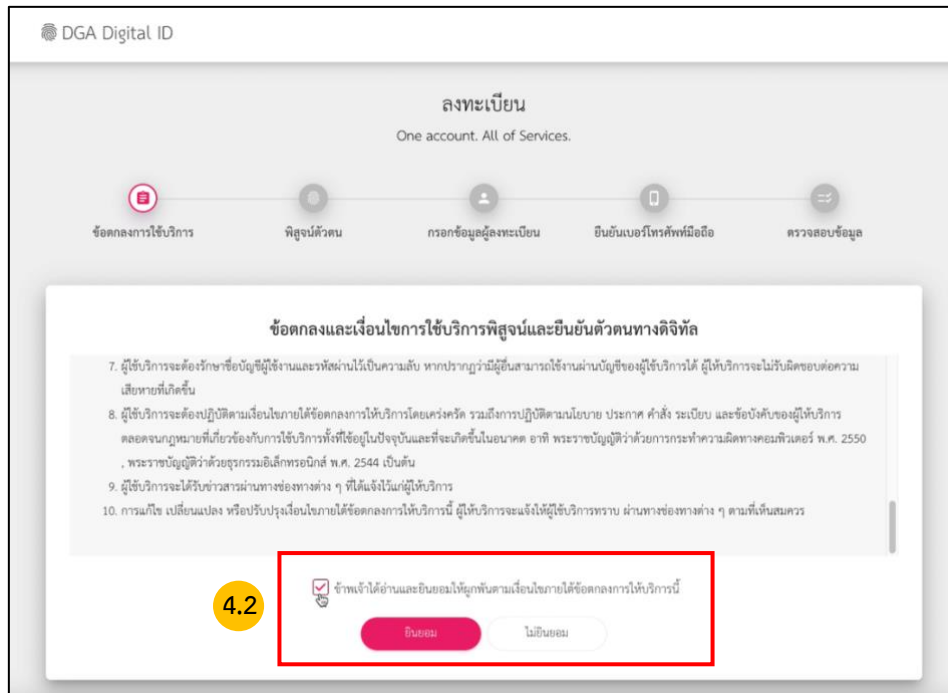 DGA Digital ID
ลงทะเบียน
One account. All of Services.
ข้อตกลงการใช้บริการ
พิสูจน์ตัวตน
กรอกข้อมูลผู้ลงทะเบียน
ยืนยันเบอร์โทรศัพท์มือถือ
ตรวจสอบข้อมูล
ข้อตกลงและเงื่อนไขการใช้บริการพิสูจน์และยืนยันตัวตนทางดิจิทัล
7. ผู้ใช้บริการจะต้องรักษาชื่อบัญชีผู้ใช้งานและรหัสผ่านไว้เป็นความลับ หากปรากฏว่ามีผู้อื่นสามารถใช้งานผ่านบัญชีของผู้ใช้บริการได้ ผู้ให้บริการจะไม่รับผิดชอบต่อความ
เสียหายที่เกิดขึ้น
8. ผู้ใช้บริการจะต้องปฏิบัติตามเงื่อนไขภายใต้ข้อตกลงการให้บริการโดยเคร่งครัด รวมถึงการปฏิบัติตามนโยบาย ประกาศ คำสั่ง ระเบียบ และข้อบังคับของผู้ให้บริการ
ตลอดจนกฎหมายที่เกี่ยวข้องกับการใช้บริการทั้งที่ใช้อยู่ในปัจจุบันและที่จะเกิดขึ้นในอนาคต อาทิ พระราชบัญญัติว่าด้วยการกระทำความผิดทางคอมพิวเตอร์ พ.ศ. 2550
, พระราชบัญญัติว่าด้วยธุรกรรมอิเล็กทรอนิกส์ พ.ศ. 2544 เป็นต้น
9. ผู้ใช้บริการจะได้รับข่าวสารผ่านทางช่องทางต่าง ๆ ที่ได้แจ้งไว้แก่ผู้ให้บริการ
10. การแก้ไข เปลี่ยนแปลง หรือปรับปรุงเงื่อนไขภายใต้ข้อตกลงการให้บริการนี้ ผู้ให้บริการจะแจ้งให้ผู้ใช้บริการทราบ ผ่านทางช่องทางต่าง ๆ ตามที่เห็นสมควร
ข้าพเจ้าได้อ่านและยินยอมให้ผูกพันตามเงื่อนไขภายใต้ข้อตกลงการให้บริการนี้
4.2
ยินยอม
ไม่ยินยอม